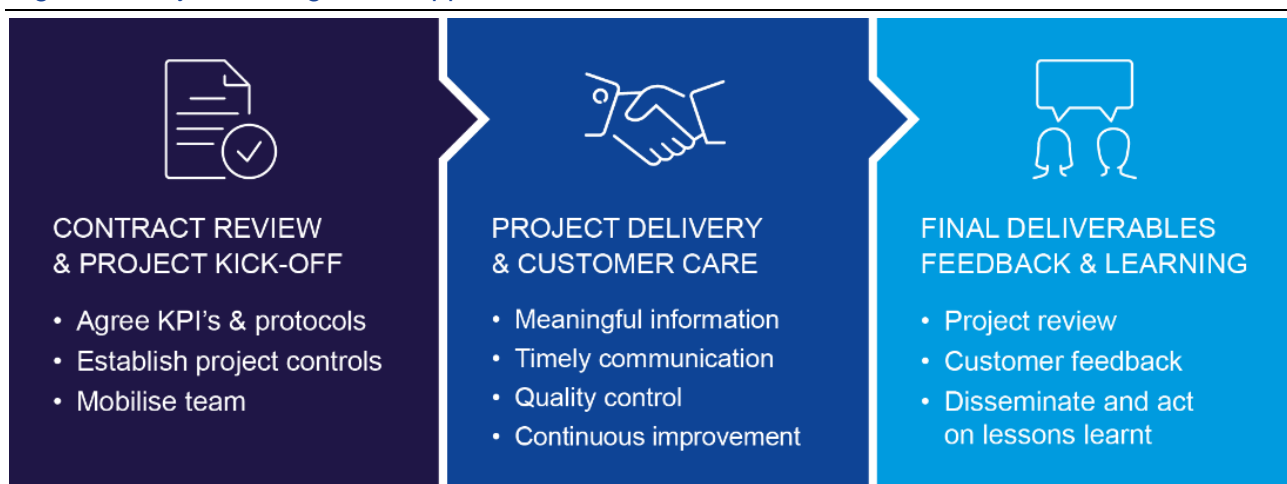 CONTRACT REVIEW
& PROJECT KICK-OFF
• Agree KPI's & protocols
• Establish project controls
• Mobilise team
PROJECT DELIVERY
& CUSTOMER CARE
• Meaningful information
• Timely communication
• Quality control
• Continuous improvement
FINAL DELIVERABLES
FEEDBACK & LEARNING
• Project review
• Customer feedback
• Disseminate and act
on lessons learnt